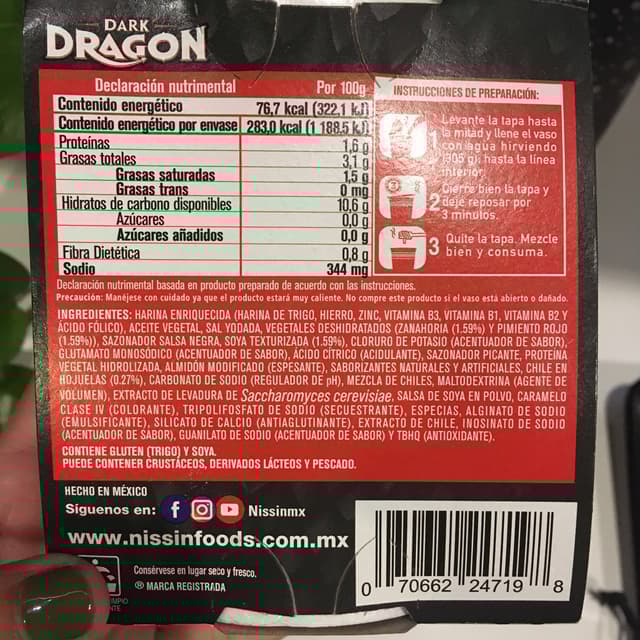 DARK
DRAGON
Declaración nutrimental Por 100g
Contenido energético 76,7 kcal (322,1 kJ)
Contenido energético por envase 283,0 kcal (1 188,5 kJ)
Proteínas 1,6 g
Grasas totales 3,1 g
Grasas saturadas 1,5 g
Grasas trans 0 mg
Hidratos de carbono disponibles 10,6 g
Azúcares 0,0 g
Azúcares añadidos 0,0 g
Fibra Dietética 0,8 g
Sodio 344 mg
INSTRUCCIONES DE PREPARACIÓN:
1 Levante la tapa hasta
la mitad y llene el vaso
con agua hirviendo
(305 g), hasta la línea
interior.
2 Cierre bien la tapa y
deje reposar por
3 minutos.
3 Quite la tapa. Mezcle
bien y consuma.
Declaración nutrimental basada en producto preparado de acuerdo con las instrucciones.
Precaución: Manéjese con cuidado ya que el producto estará muy caliente. No compre este producto si el vaso está abierto o dañado.
INGREDIENTES: HARINA ENRIQUECIDA (HARINA DE TRIGO, HIERRO, ZINC, VITAMINA B3, VITAMINA B1, VITAMINA B2 Y
ÁCIDO FÓLICO), ACEITE VEGETAL, SAL YODADA, VEGETALES DESHIDRATADOS (ZANAHORIA (1.59%) Y PIMIENTO ROJO
(1.59%)), SAZONADOR SALSA NEGRA, SOYA TEXTURIZADA (1.59%), CLORURO DE POTASIO (ACENTUADOR DE SABOR),
GLUTAMATO MONOSÓDICO (ACENTUADOR DE SABOR), ÁCIDO CÍTRICO (ACIDULANTE), SAZONADOR PICANTE, PROTEÍNA
VEGETAL HIDROLIZADA, ALMIDÓN MODIFICADO (ESPESANTE), SABORIZANTES NATURALES Y ARTIFICIALES, CHILE EN
HOJUELAS (0.27%), CARBONATO DE SODIO (REGULADOR DE pH), MEZCLA DE CHILES, MALTODEXTRINA (AGENTE DE
VOLUMEN), EXTRACTO DE LEVADURA DE Saccharomyces cerevisiae, SALSA DE SOYA EN POLVO, CARAMELO
CLASE IV (COLORANTE), TRIPOLIFOSFATO DE SODIO (SECUESTRANTE), ESPECIAS, ALGINATO DE SODIO
(EMULSIFICANTE), SILICATO DE CALCIO (ANTIAGLUTINANTE), EXTRACTO DE CHILE, INOSINATO DE SODIO
(ACENTUADOR DE SABOR), GUANILATO DE SODIO (ACENTUADOR DE SABOR) Y TBHQ (ANTIOXIDANTE).
CONTIENE GLUTEN (TRIGO) Y SOYA.
PUEDE CONTENER CRUSTÁCEOS, DERIVADOS LÁCTEOS Y PESCADO.
HECHO EN MÉXICO
Síguenos en: f Nissinmx
www.nissinfoods.com.mx
Consérvese en lugar seco y fresco.
® MARCA REGISTRADA
0 70662 24719 8